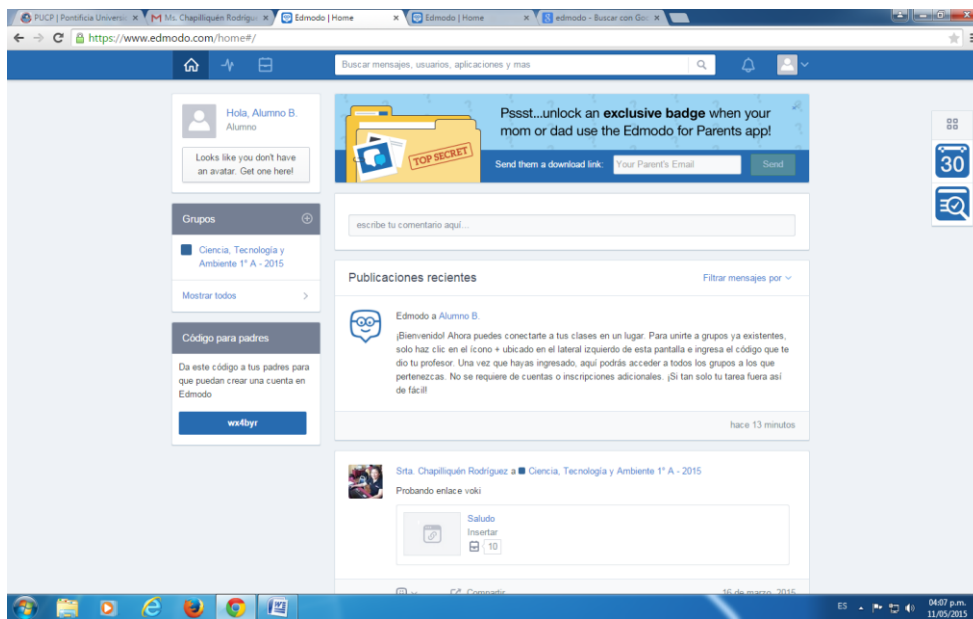 PUCP | Pontificia Universi
Ms. Chapilliquén Rodrígu
Edmodo | Home
Edmodo | Home
edmodo - Buscar con Goo
https://www.edmodo.com/home#/
Buscar mensajes, usuarios, aplicaciones y mas
Hola, Alumno B.
Alumno
Looks like you don't have
an avatar. Get one here!
TOP SECRET
Pssst...unlock an exclusive badge when your
mom or dad use the Edmodo for Parents app!
Send them a download link:
Your Parent's Email
Send
30
Grupos
Ciencia, Tecnología y
Ambiente 1° A - 2015
Mostrar todos
Código para padres
Da este código a tus padres para
que puedan crear una cuenta en
Edmodo
wx4byr
escribe tu comentario aquí...
Publicaciones recientes
Filtrar mensajes por
Edmodo a Alumno B.
¡Bienvenido! Ahora puedes conectarte a tus clases en un lugar. Para unirte a grupos ya existentes,
solo haz clic en el ícono + ubicado en el lateral izquierdo de esta pantalla e ingresa el código que te
dio tu profesor. Una vez que hayas ingresado, aquí podrás acceder a todos los grupos a los que
pertenezcas. No se requiere de cuentas o inscripciones adicionales. ¡Si tan solo tu tarea fuera así
de fácil!
hace 13 minutos
Srta. Chapilliquén Rodríguez a Ciencia, Tecnología y Ambiente 1° A - 2015
Probando enlace voki
Saludo
Insertar
10
Compartir
16 de marzo, 2015
ES
04:07 p.m.
11/05/2015